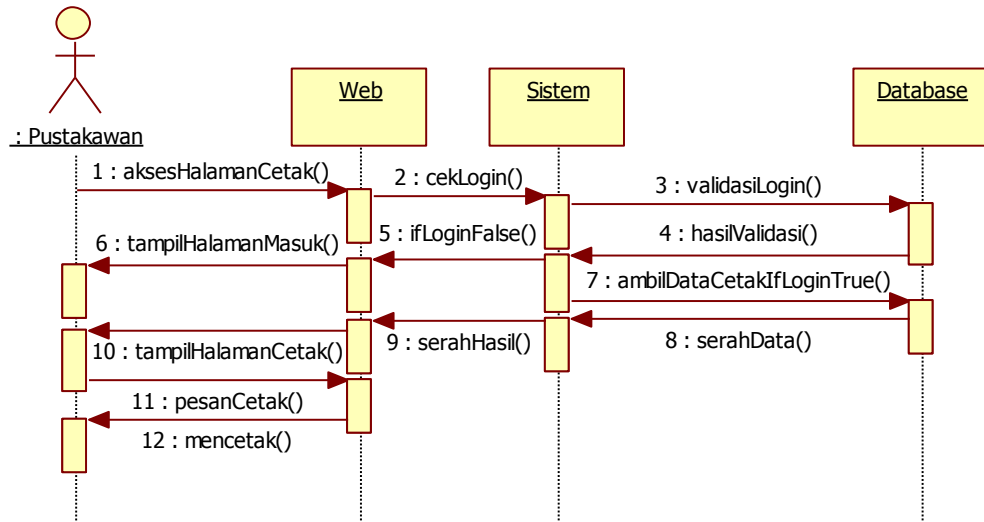 Web
Sistem
Database
: Pustakawan
1 : aksesHalamanCetak()
2 : cekLogin()
3 : validasiLogin()
4 : hasilValidasi()
5 : ifLoginFalse()
6 : tampilHalamanMasuk()
7 : ambilDataCetakIfLoginTrue()
8 : serahData()
9 : serahHasil()
10 : tampilHalamanCetak()
11 : pesanCetak()
12 : mencetak()